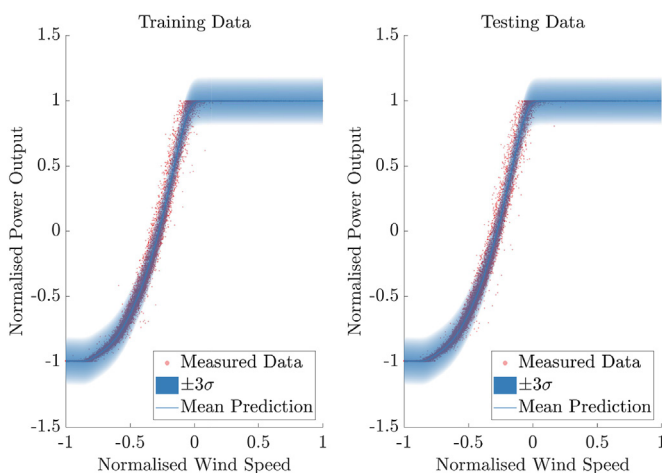 Training Data
Normalised Power Output
1.5
1
0.5
0
-0.5
-1
-1.5
-1
-0.5
0
0.5
1
Normalised Wind Speed
Measured Data
±3σ
Mean Prediction
Testing Data
Normalised Power Output
1.5
1
0.5
0
-0.5
-1
-1.5
-1
-0.5
0
0.5
1
Normalised Wind Speed
Measured Data
±3σ
Mean Prediction